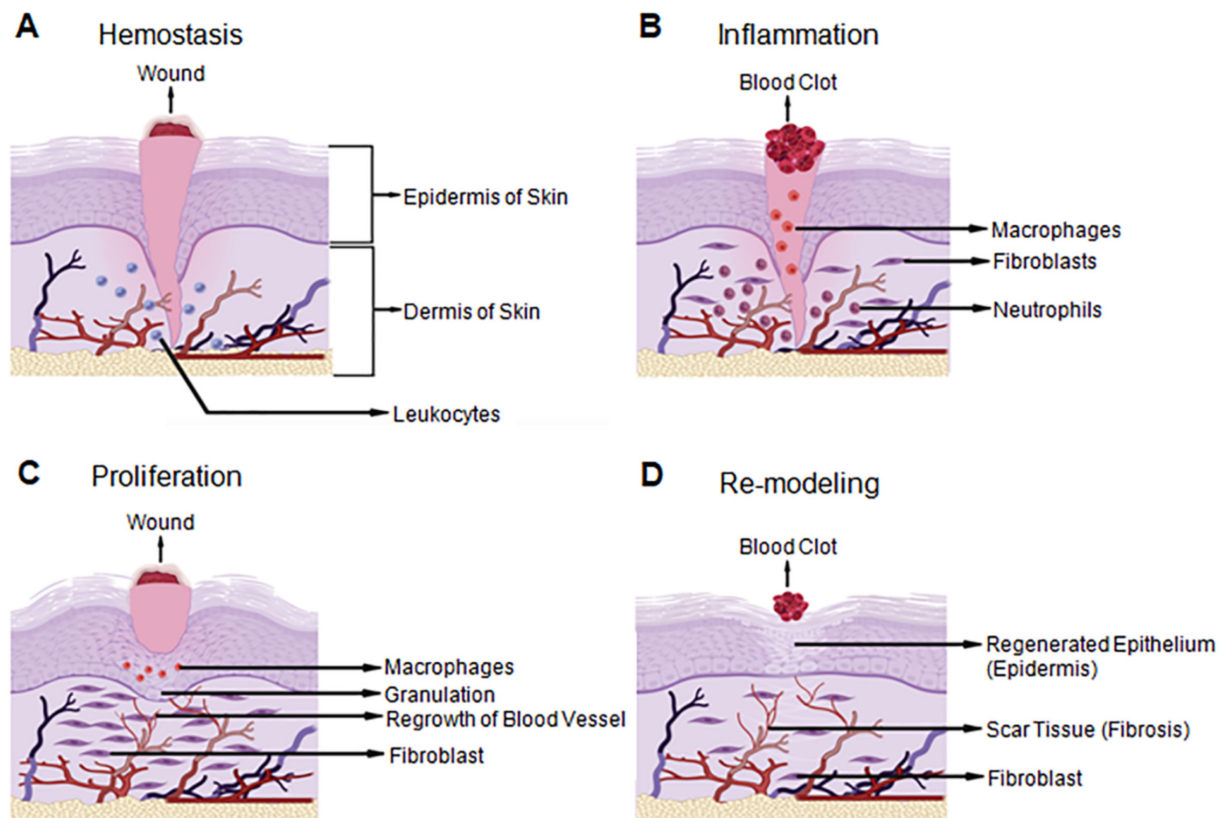 A Hemostasis
Wound
Epidermis of Skin
Dermis of Skin
Leukocytes
B Inflammation
Blood Clot
Macrophages
Fibroblasts
Neutrophils
C Proliferation
Wound
Macrophages
Granulation
Regrowth of Blood Vessel
Fibroblast
D Re-modeling
Blood Clot
Regenerated Epithelium
(Epidermis)
Scar Tissue (Fibrosis)
Fibroblast